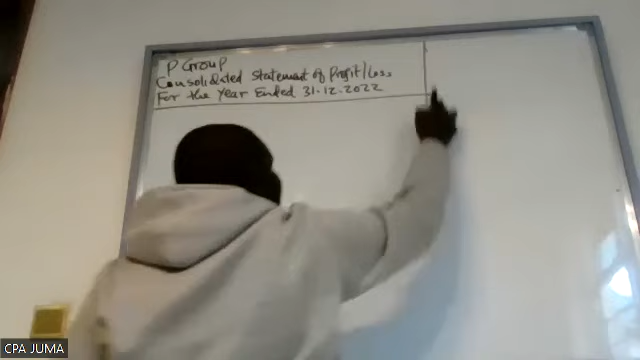 P Group
Consolidated Statement of Profit/Loss
For the Year Ended 31.12.2022
CPA JUMA